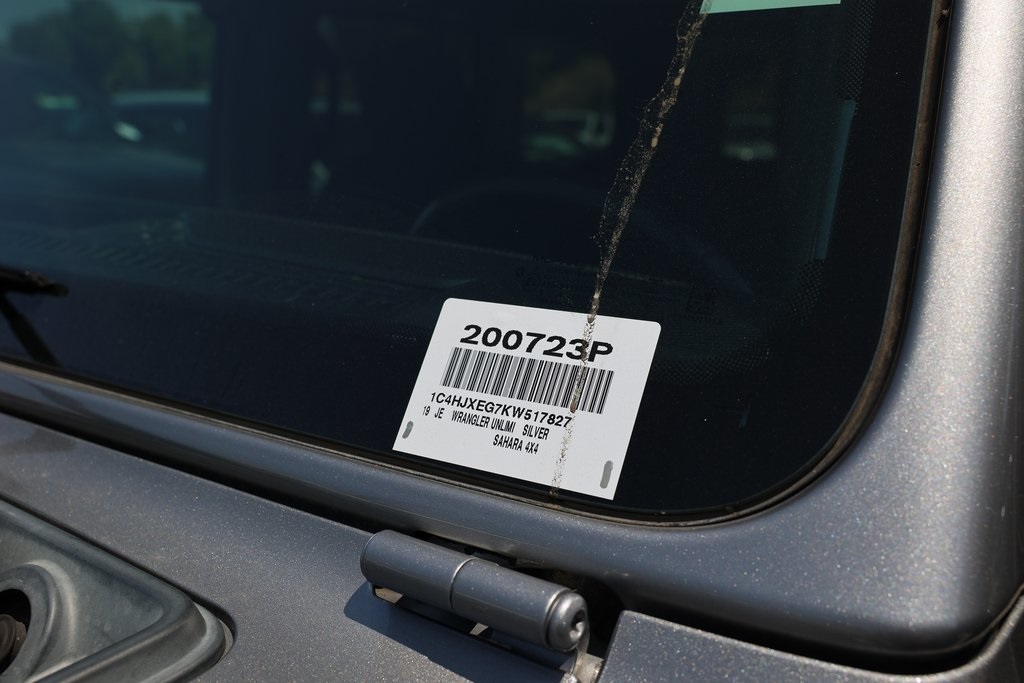 200723P
1C4HJXEG7KW517827
19 JE WRANGLER UNLIMI SILVER
SAHARA 4X4